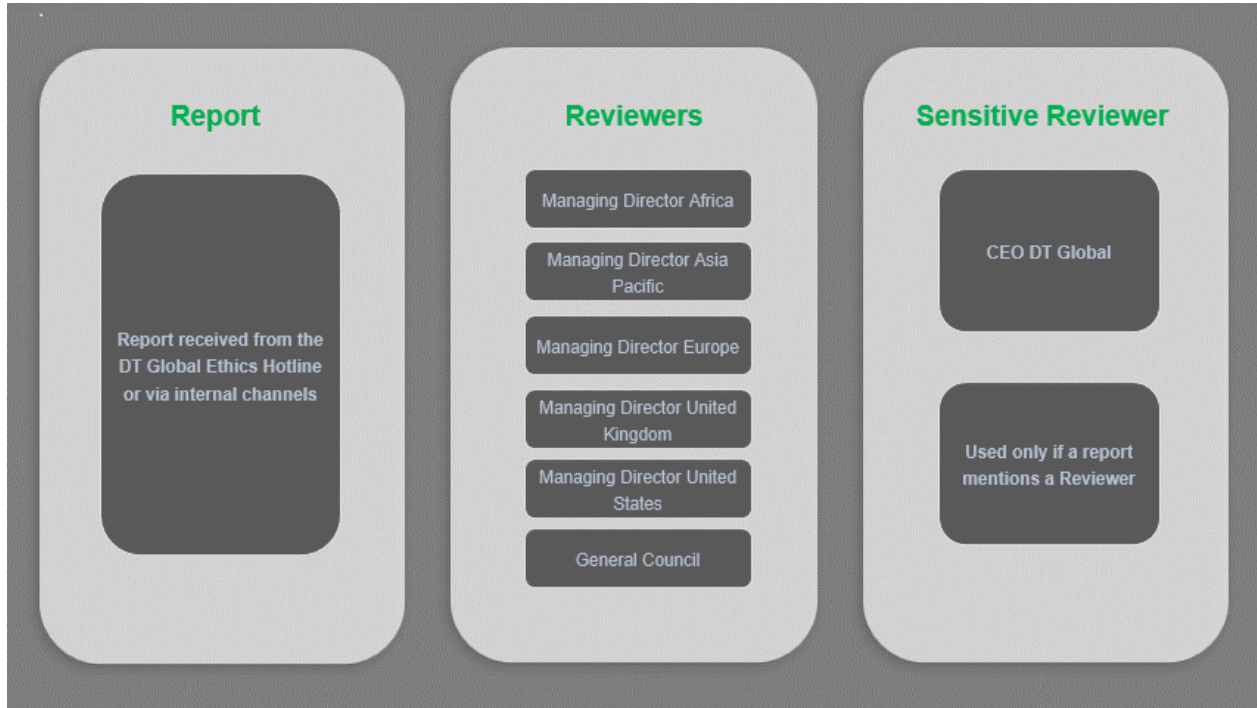 Report
Report received from the
DT Global Ethics Hotline
or via internal channels
Reviewers
Managing Director Africa
Managing Director Asia
Pacific
Managing Director Europe
Managing Director United
Kingdom
Managing Director United
States
General Council
Sensitive Reviewer
CEO DT Global
Used only if a report
mentions a Reviewer